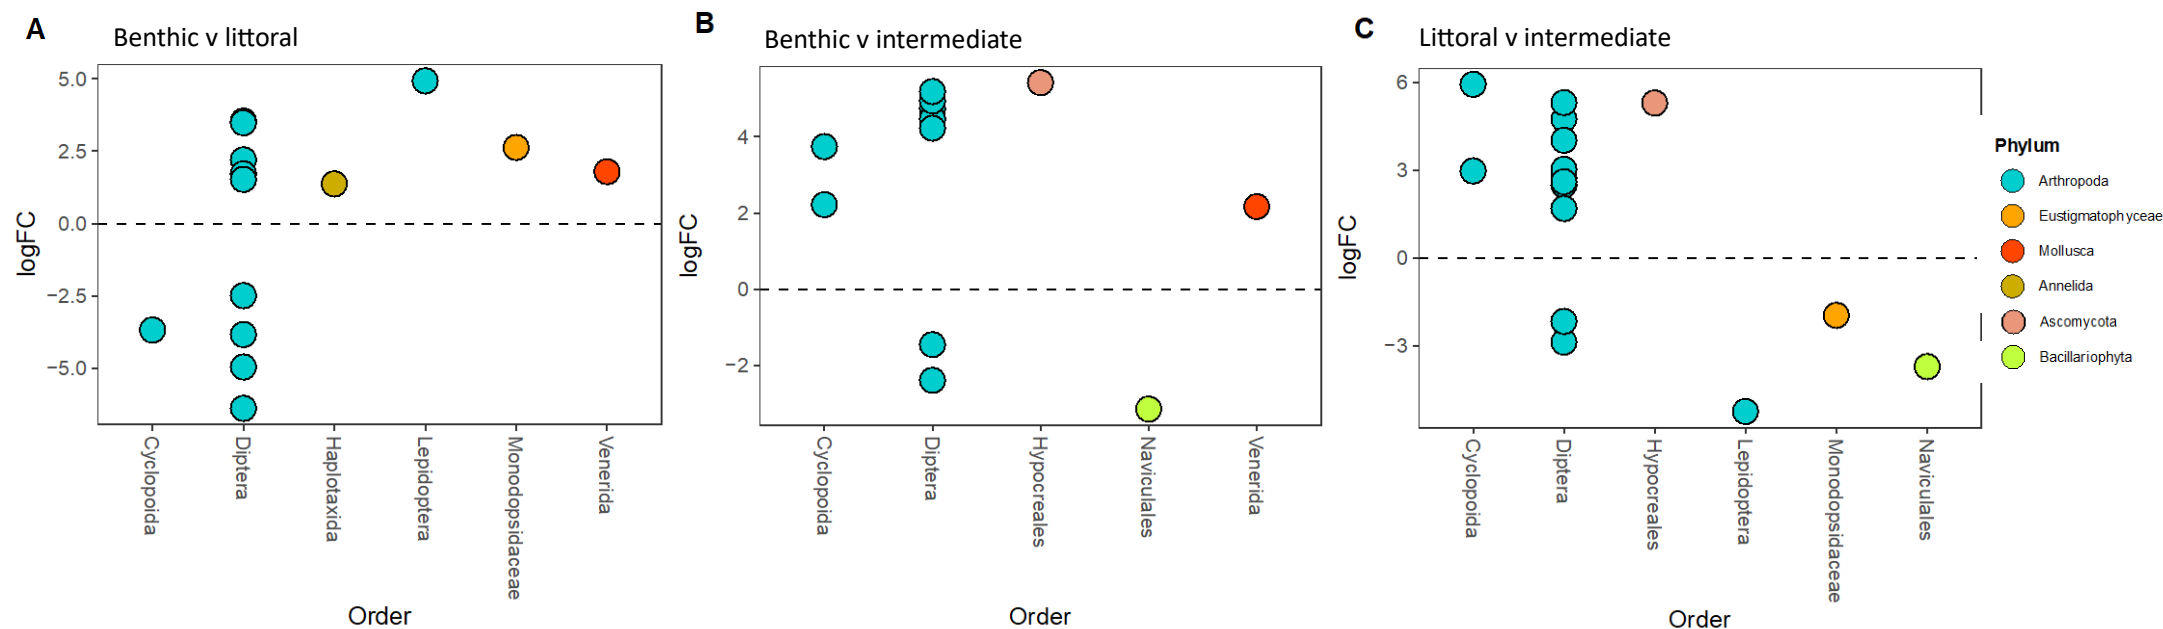 A
Benthic v littoral
5.0
2.5
0.0
−2.5
−5.0
logFC
Cyclopoida
Diptera
Haplotaxida
Lepidoptera
Monodopsidaceae
Venerida
Order
B
Benthic v intermediate
4
2
0
−2
logFC
Cyclopoida
Diptera
Hypocreales
Naviculales
Venerida
Order
C
Littoral v intermediate
6
3
0
−3
logFC
Cyclopoida
Diptera
Hypocreales
Lepidoptera
Monodopsidaceae
Naviculales
Order
Phylum
Arthropoda
Eustigmatophyceae
Mollusca
Annelida
Ascomycota
Bacillariophyta